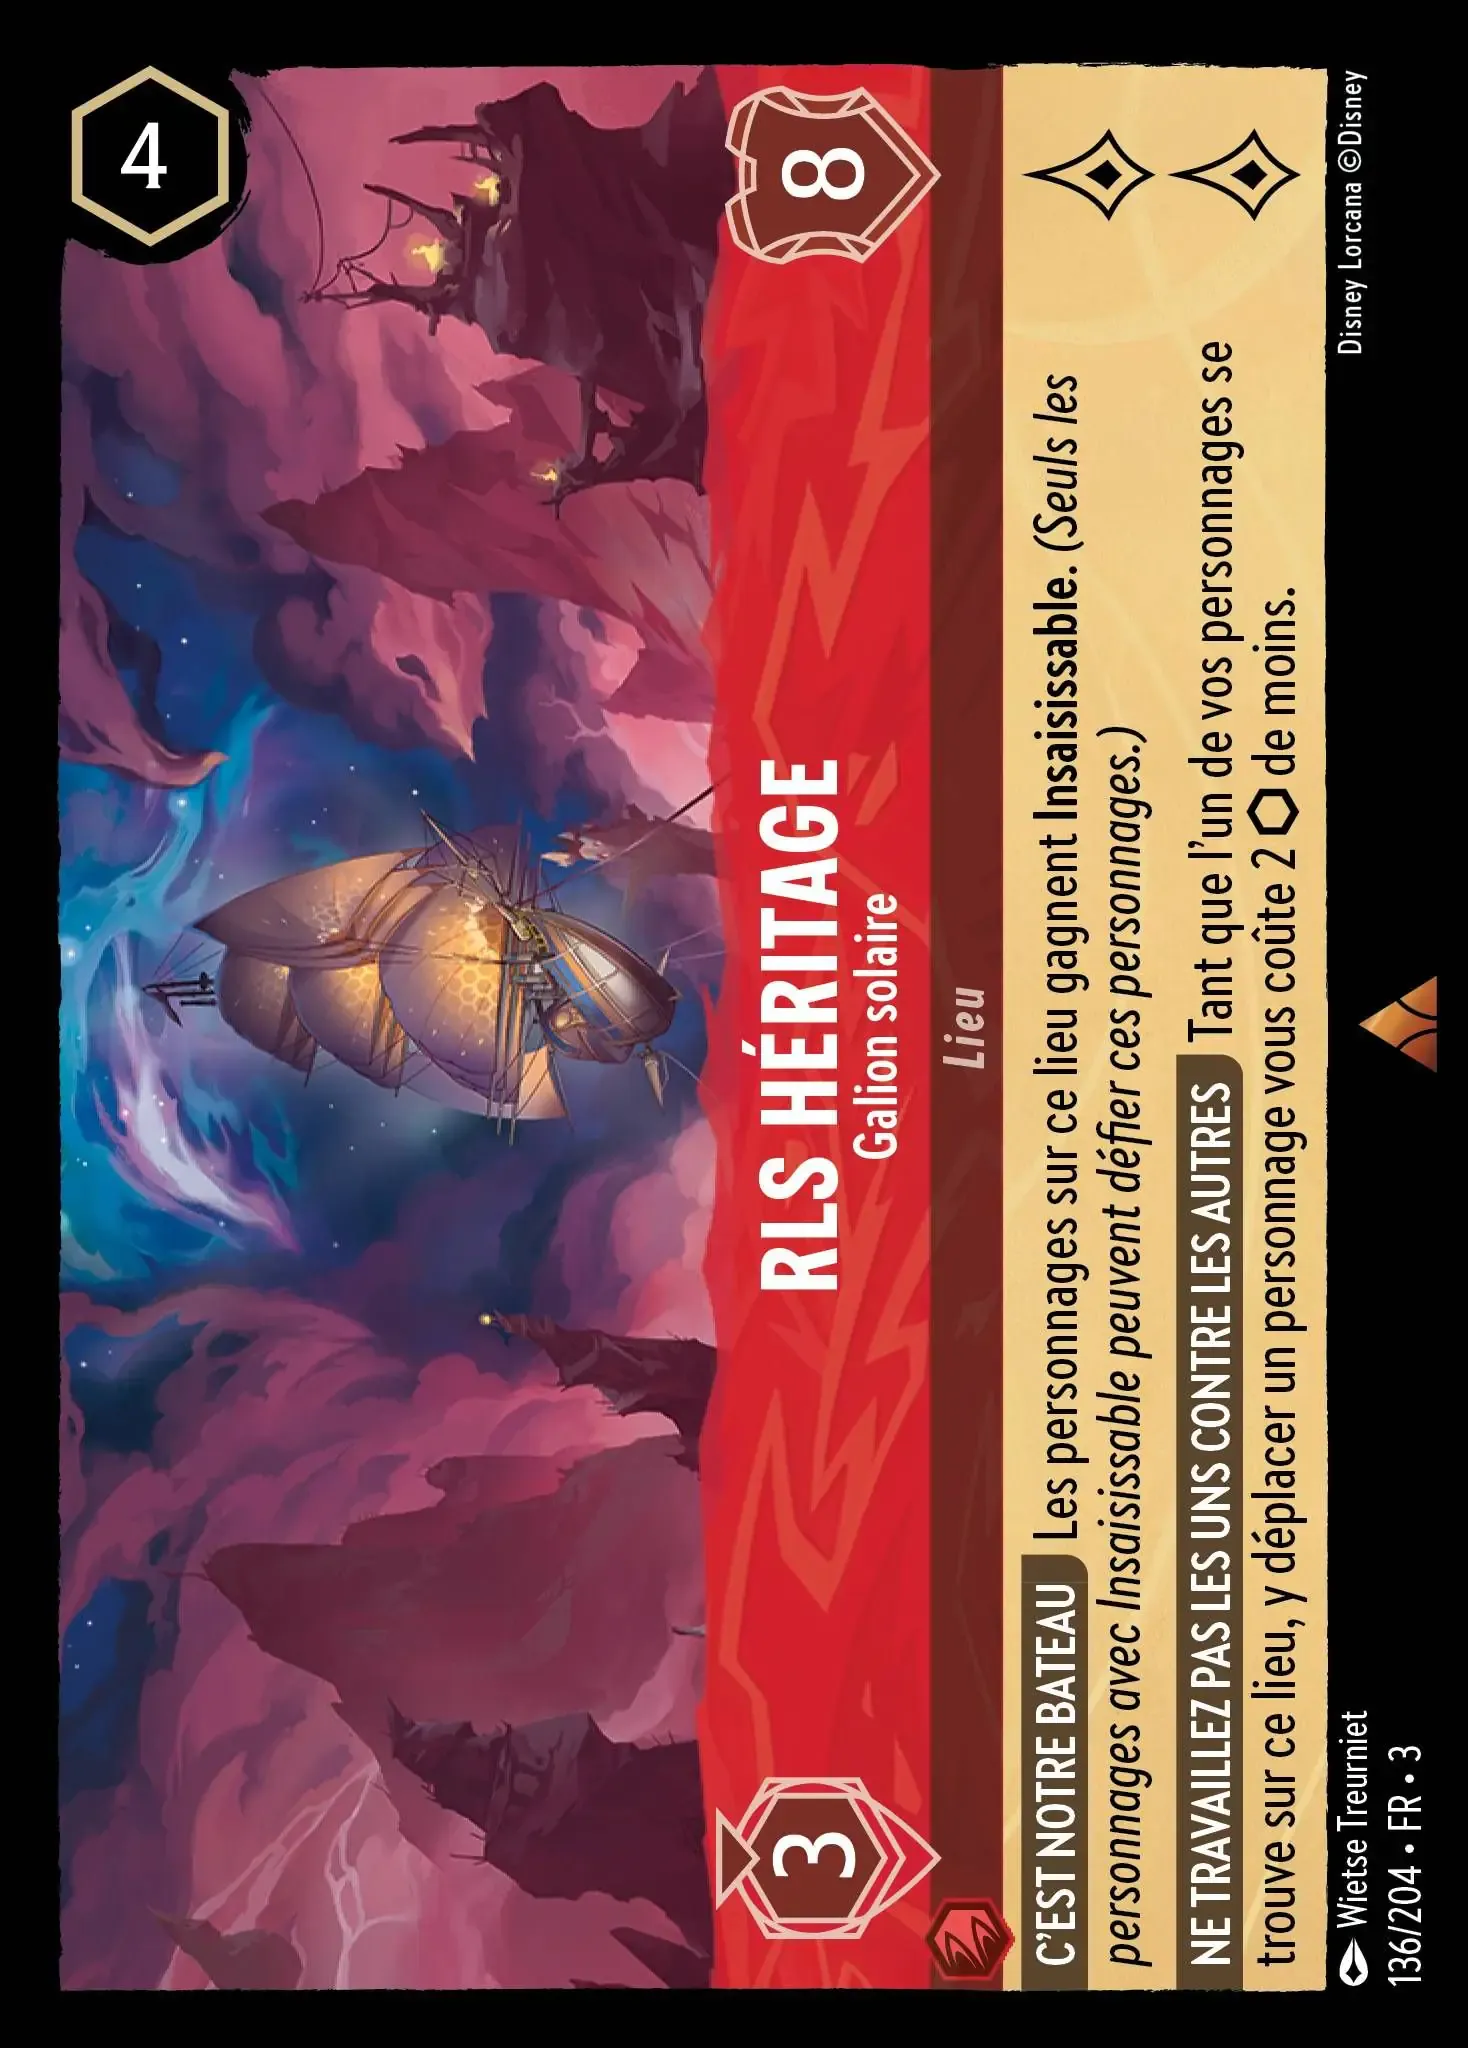 4
3
RLS HÉRITAGE
8
Galion solaire
Lieu
C'EST NOTRE BATEAU Les personnages sur ce lieu gagnent Insaisissable. (Seuls les
personnages avec Insaisissable peuvent défier ces personnages.)
NE TRAVAILLEZ PAS LES UNS CONTRE LES AUTRES Tant que l'un de vos personnages se
trouve sur ce lieu, y déplacer un personnage vous coûte 2 ⬡ de moins.
Wietse Treurniet
Disney Lorcana ©Disney
136/204 • FR • 3